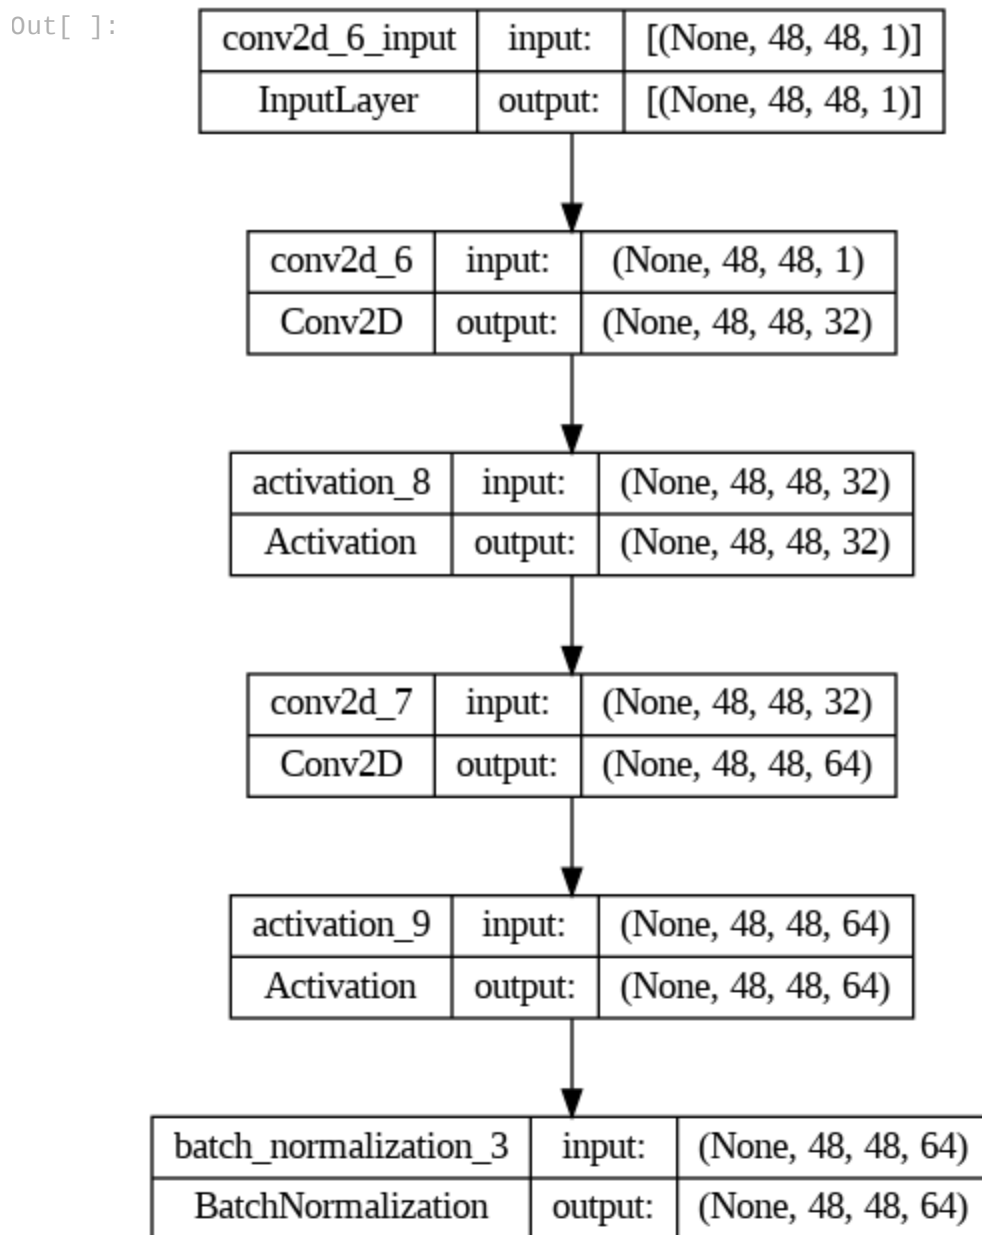 Out[ ]:
conv2d_6_input input: [(None, 48, 48, 1)]
InputLayer output: [(None, 48, 48, 1)]
conv2d_6 input: (None, 48, 48, 1)
Conv2D output: (None, 48, 48, 32)
activation_8 input: (None, 48, 48, 32)
Activation output: (None, 48, 48, 32)
conv2d_7 input: (None, 48, 48, 32)
Conv2D output: (None, 48, 48, 64)
activation_9 input: (None, 48, 48, 64)
Activation output: (None, 48, 48, 64)
batch_normalization_3 input: (None, 48, 48, 64)
BatchNormalization output: (None, 48, 48, 64)